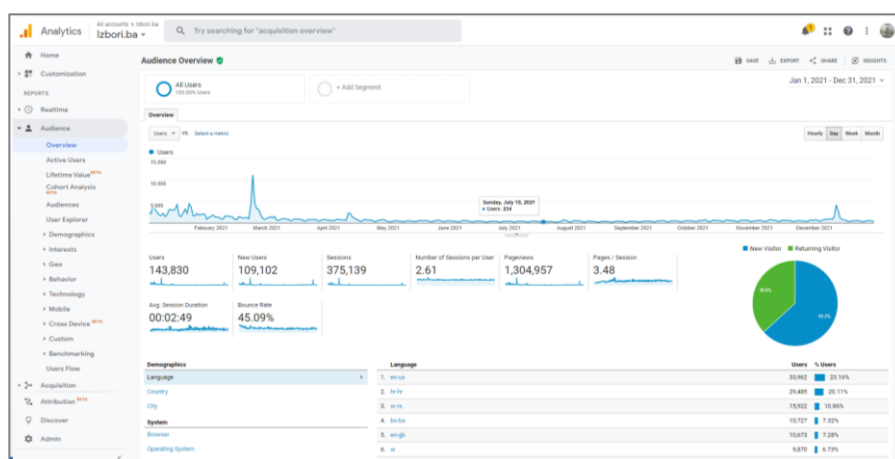 Analytics
All accounts > Izbori.ba
Izbori.ba
Try searching for "acquisition overview"
Home
Customization
REPORTS
Realtime
Audience
Overview
Active Users
Lifetime Value BETA
Cohort Analysis
BETA
Audiences
User Explorer
Demographics
Interests
Geo
Behavior
Technology
Mobile
Cross Device BETA
Custom
Benchmarking
Users Flow
Acquisition
Attribution BETA
Discover
Admin
Audience Overview
SAVE EXPORT SHARE INSIGHTS
All Users
100.00% Users
+ Add Segment
Jan 1, 2021 - Dec 31, 2021
Overview
Users VS. Select a metric
Hourly Day Week Month
Users
15,000
10,000
5,000
Sunday, July 18, 2021
Users: 234
February 2021 March 2021 April 2021 May 2021 June 2021 July 2021 August 2021 September 2021 October 2021 November 2021 December 2021
New Visitor Returning Visitor
Users
143,830
New Users
109,102
Sessions
375,139
Number of Sessions per User
2.61
Pageviews
1,304,957
Pages / Session
3.48
Avg. Session Duration
00:02:49
Bounce Rate
45.09%
Demographics
Language
Country
City
System
Browser
Operating System
Language Users % Users
1. en-us 33,962 23.16%
2. hr-hr 29,485 20.11%
3. 15,922 10.86%
4. bs-ba 10,727 7.32%
5. en-gb 10,673 7.28%
6. sr 9,870 6.73%